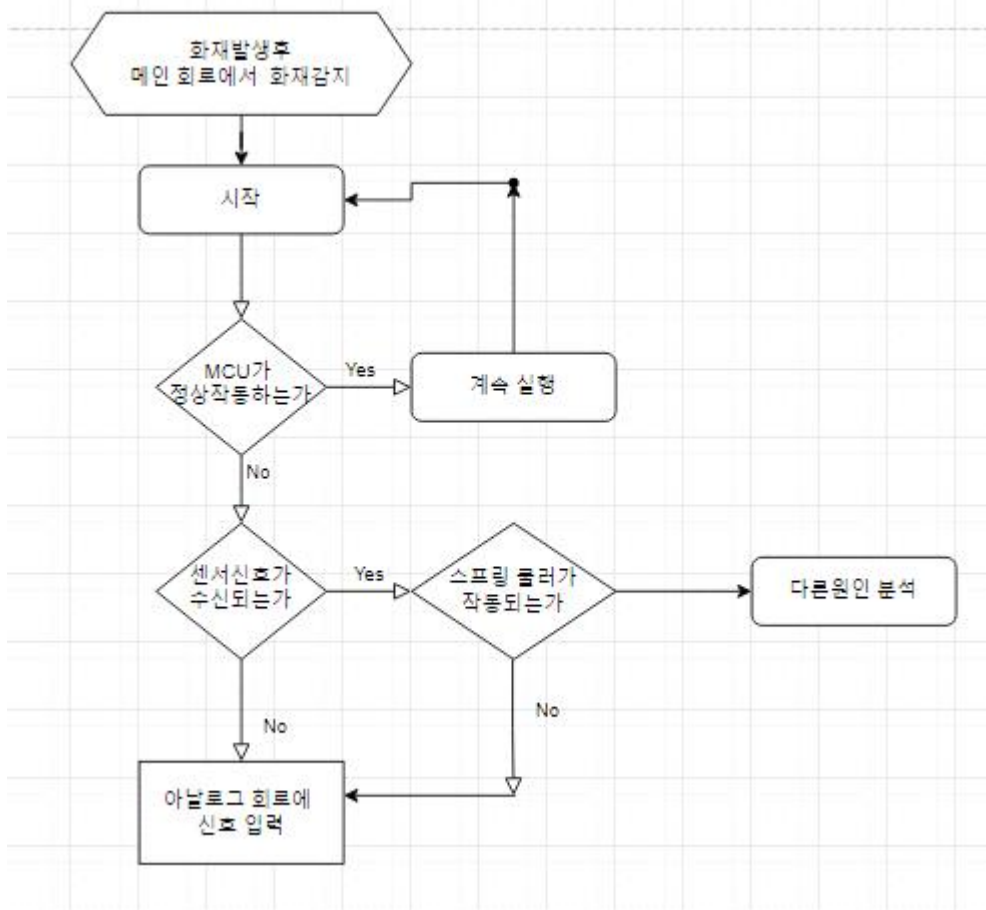 화재발생후
메인 회로에서 화재감지
시작
MCU가
정상작동하는가
Yes
계속 실행
No
센서신호가
수신되는가
Yes
스프링 쿨러가
작동되는가
다른원인 분석
No
No
아날로그 회로에
신호 입력